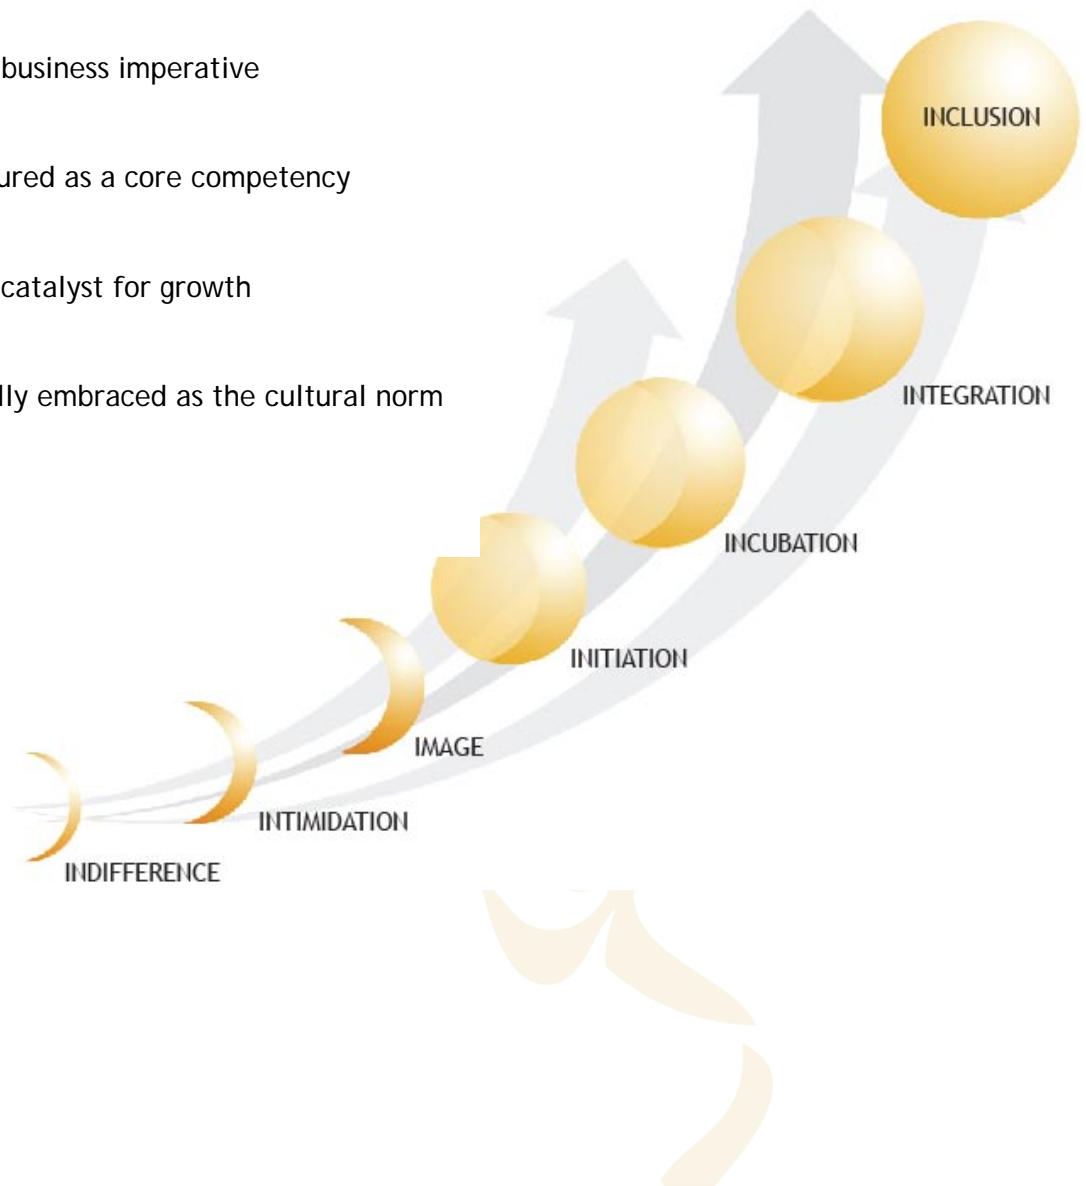 business imperative
ured as a core competency
catalyst for growth
lly embraced as the cultural norm
INCLUSION
INTEGRATION
INCUBATION
INITIATION
IMAGE
INTIMIDATION
INDIFFERENCE